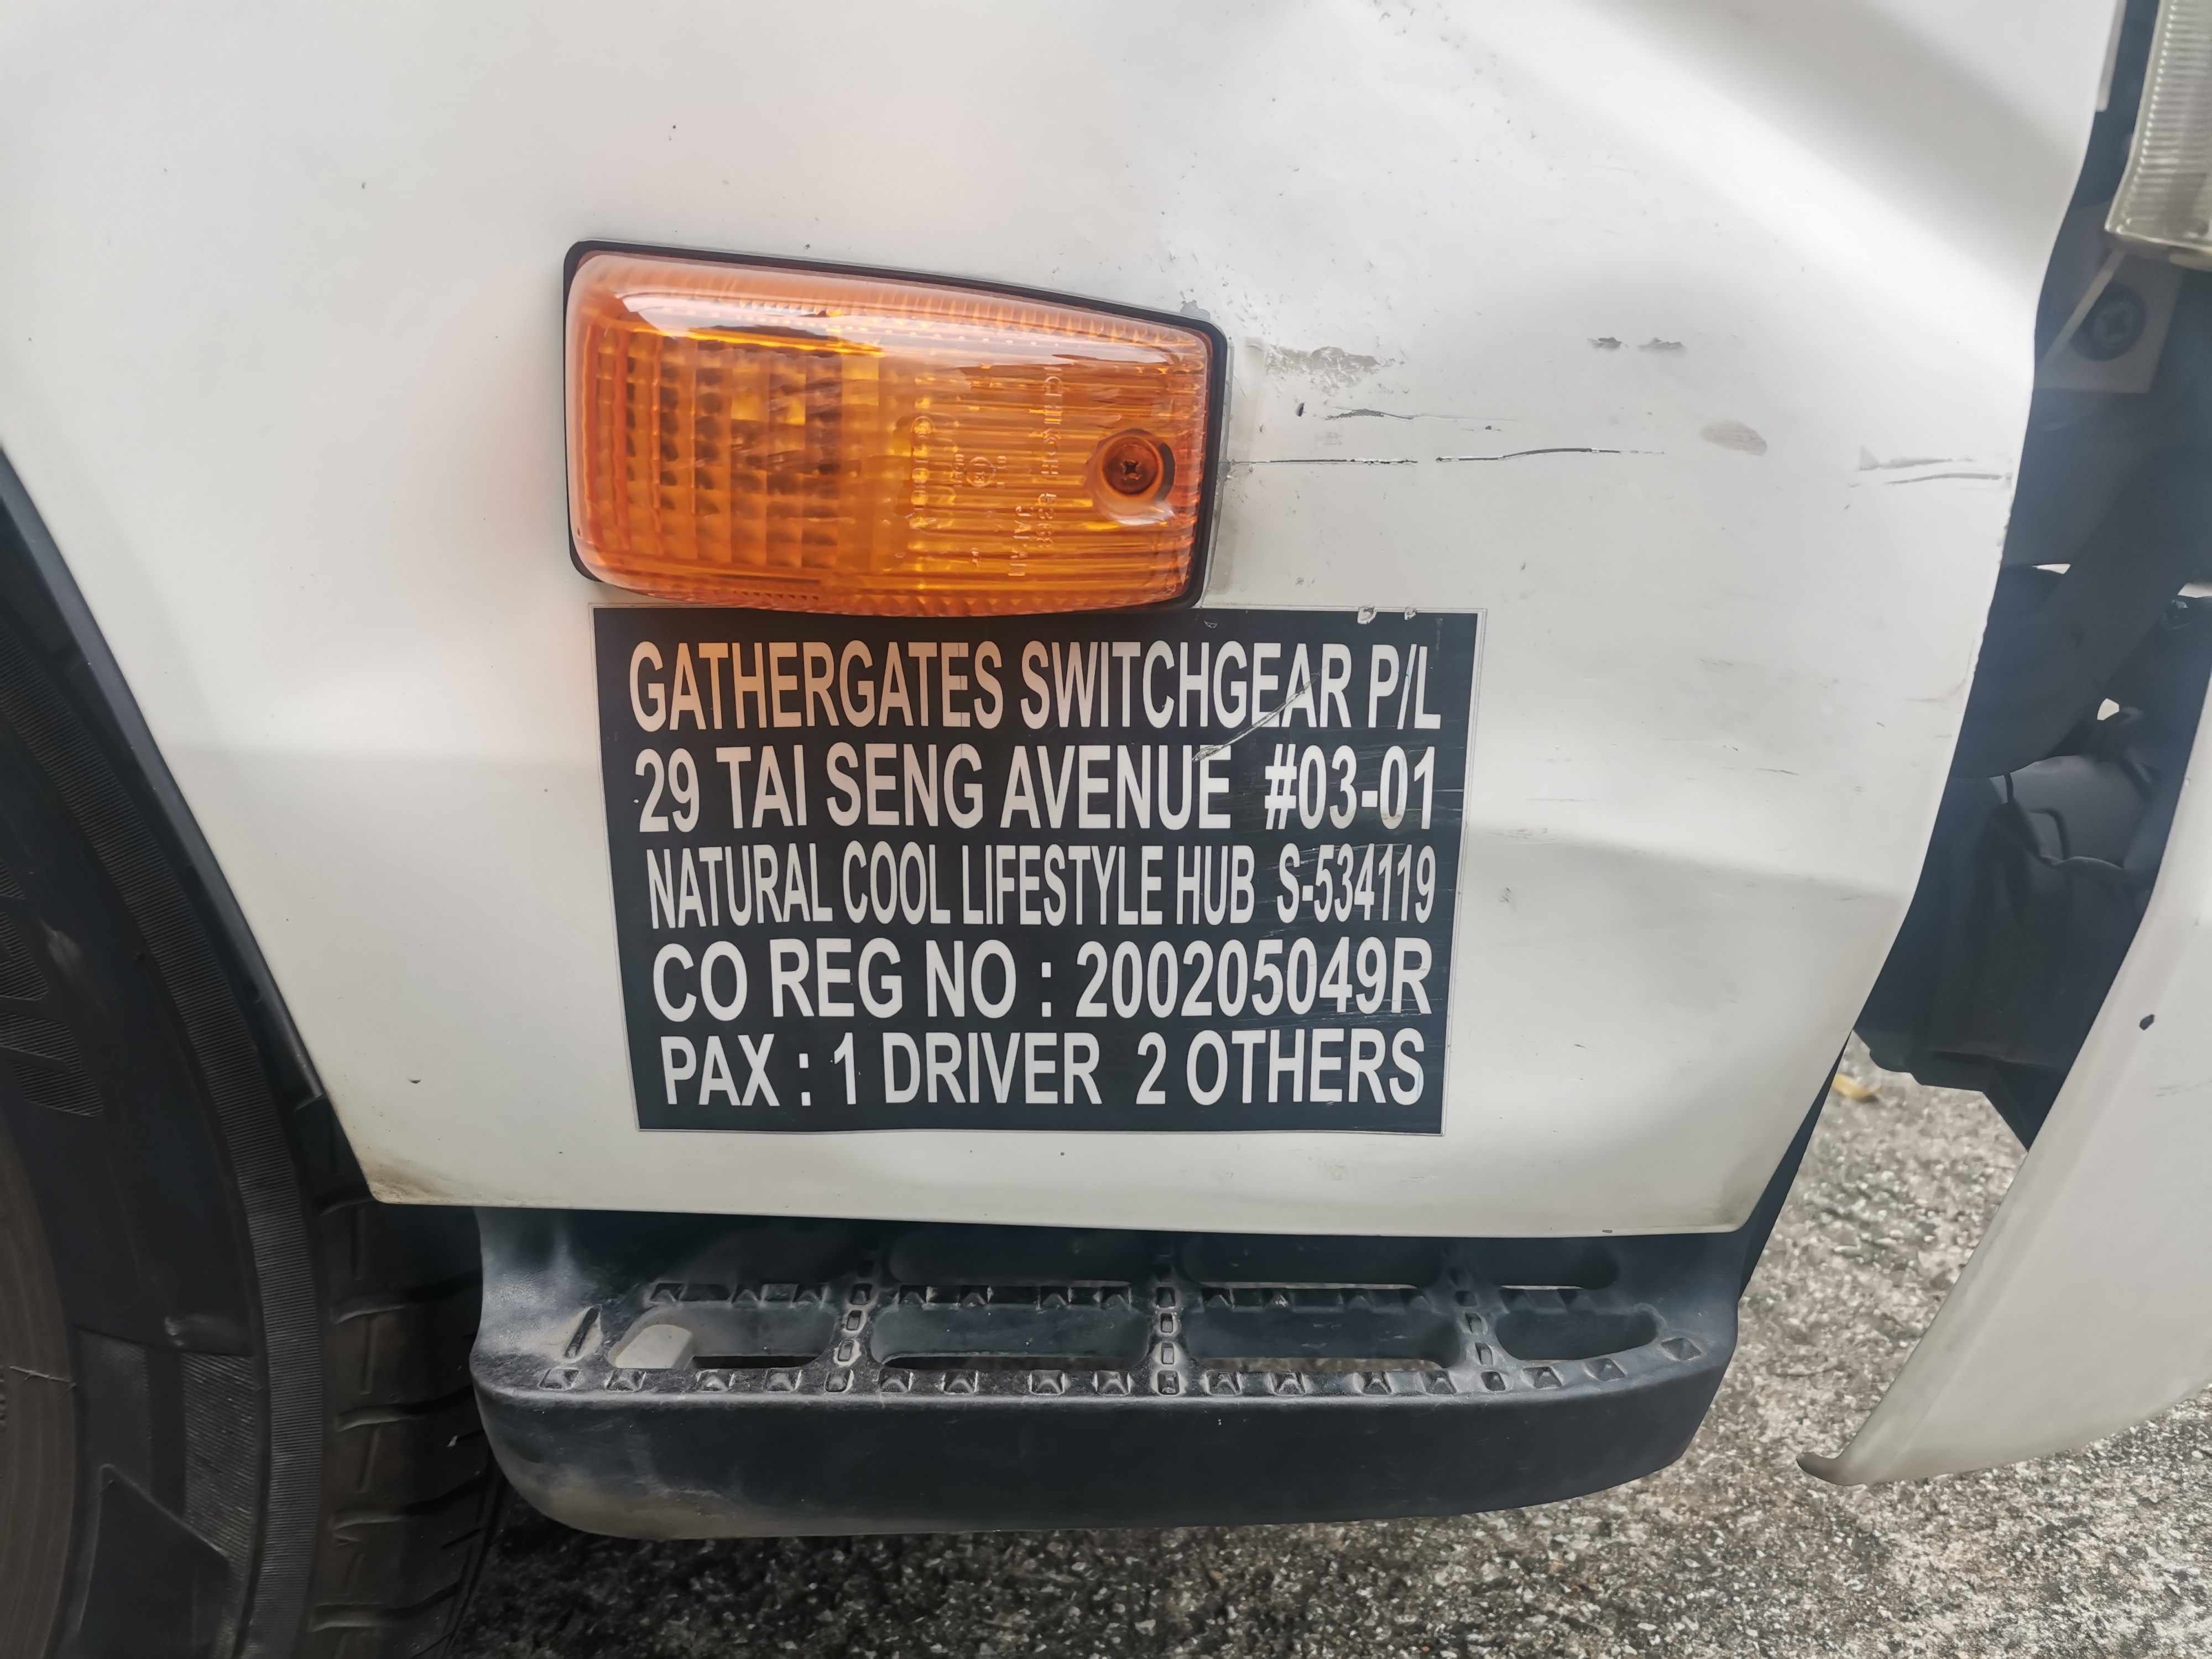 GATHERGATES SWITCHGEAR P/L
29 TAI SENG AVENUE #03-01
NATURAL COOL LIFESTYLE HUB S-534119
CO REG NO : 200205049R
PAX : 1 DRIVER 2 OTHERS
JAPAN